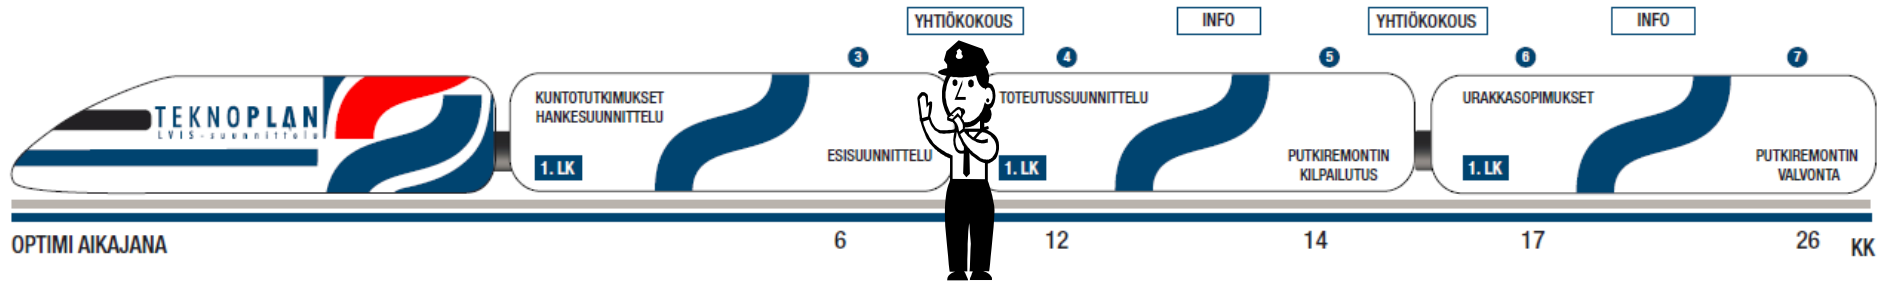 YHTIÖKOKOUS
INFO
YHTIÖKOKOUS
INFO
3
4
5
6
7
TEKNOPLAN
LVIS-suunnittelu
KUNTOTUTKIMUKSET
HANKESUUNNITTELU
1. LK
ESISUUNNITTELU
TOTEUTUSSUUNNITTELU
1. LK
PUTKIREMONTIN
KILPAILUTUS
URAKKASOPIMUKSET
1. LK
PUTKIREMONTIN
VALVONTA
OPTIMI AIKAJANA
6
12
14
17
26
KK